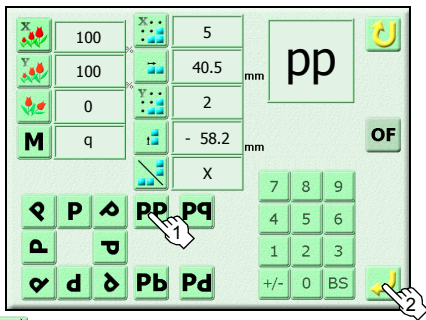 X 100 % X 5 pp
Y 100 % 40.5 mm
0 Y 2 OF
M q - 58.2 mm
X
7 8 9
P P P PP Pq 4 5 6
1
P P 1 2 3
d d d Pb Pd +/- 0 BS
2